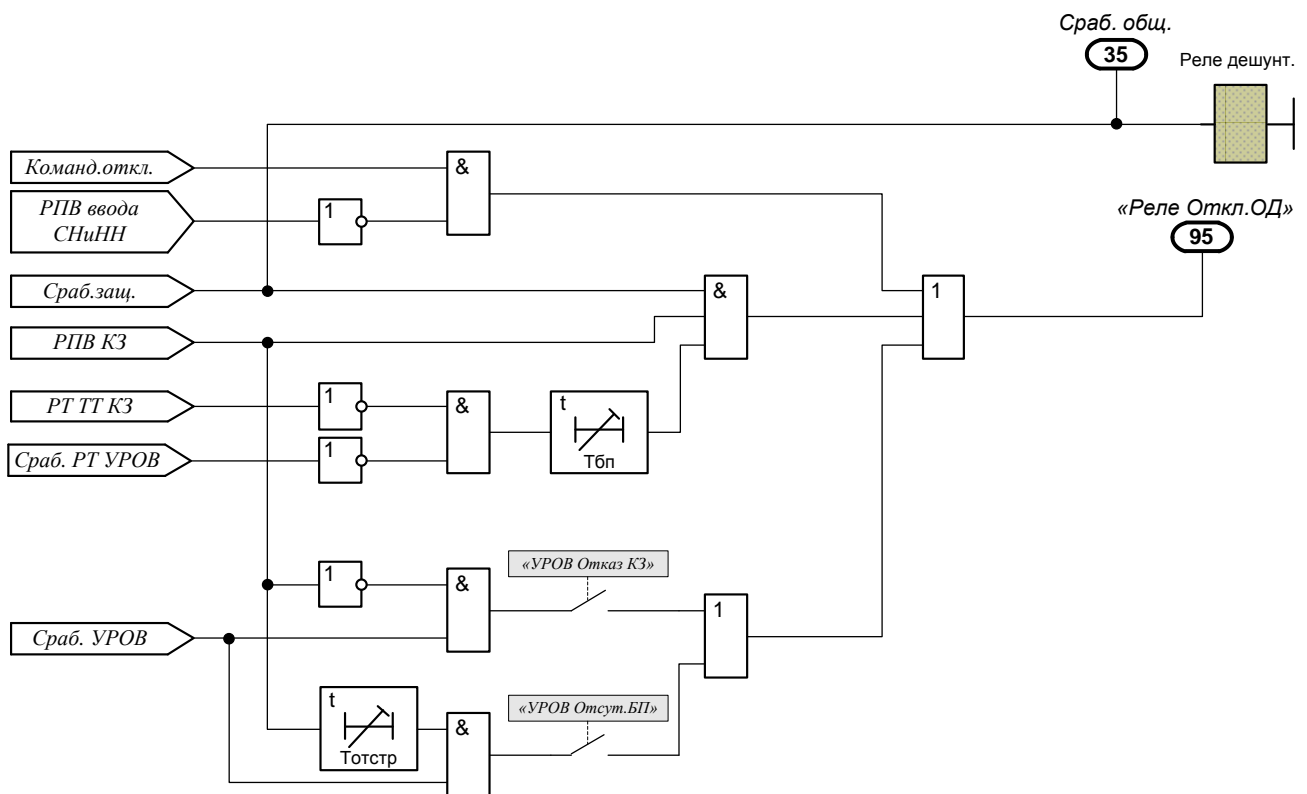 Сраб. общ.
35
Реле дешунт.
Команд.откл.
&
РПВ ввода
СНиНН
1
«Реле Откл.ОД»
95
Сраб.защ.
&
1
РПВ КЗ
РТ ТТ КЗ
1
&
t
Тбп
Сраб. РТ УРОВ
1
«УРОВ Отказ КЗ»
1
&
1
Сраб. УРОВ
t
Тотстр
&
«УРОВ Отсут.БП»